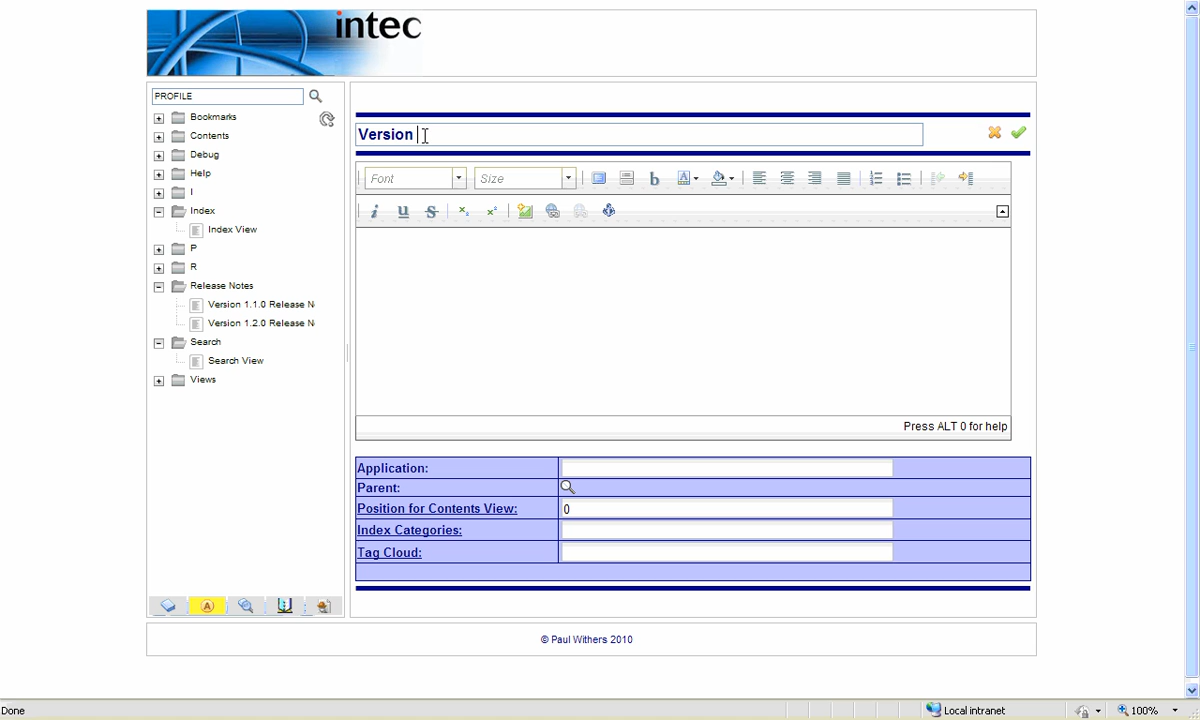 intec
PROFILE
Bookmarks
Contents
Debug
Help
I
Index
Index View
P
R
Release Notes
Version 1.1.0 Release N
Version 1.2.0 Release N
Search
Search View
Views
Version
Font
Size
Press ALT 0 for help
Application:
Parent:
Position for Contents View: 0
Index Categories:
Tag Cloud:
© Paul Withers 2010
Done
Local intranet
100%